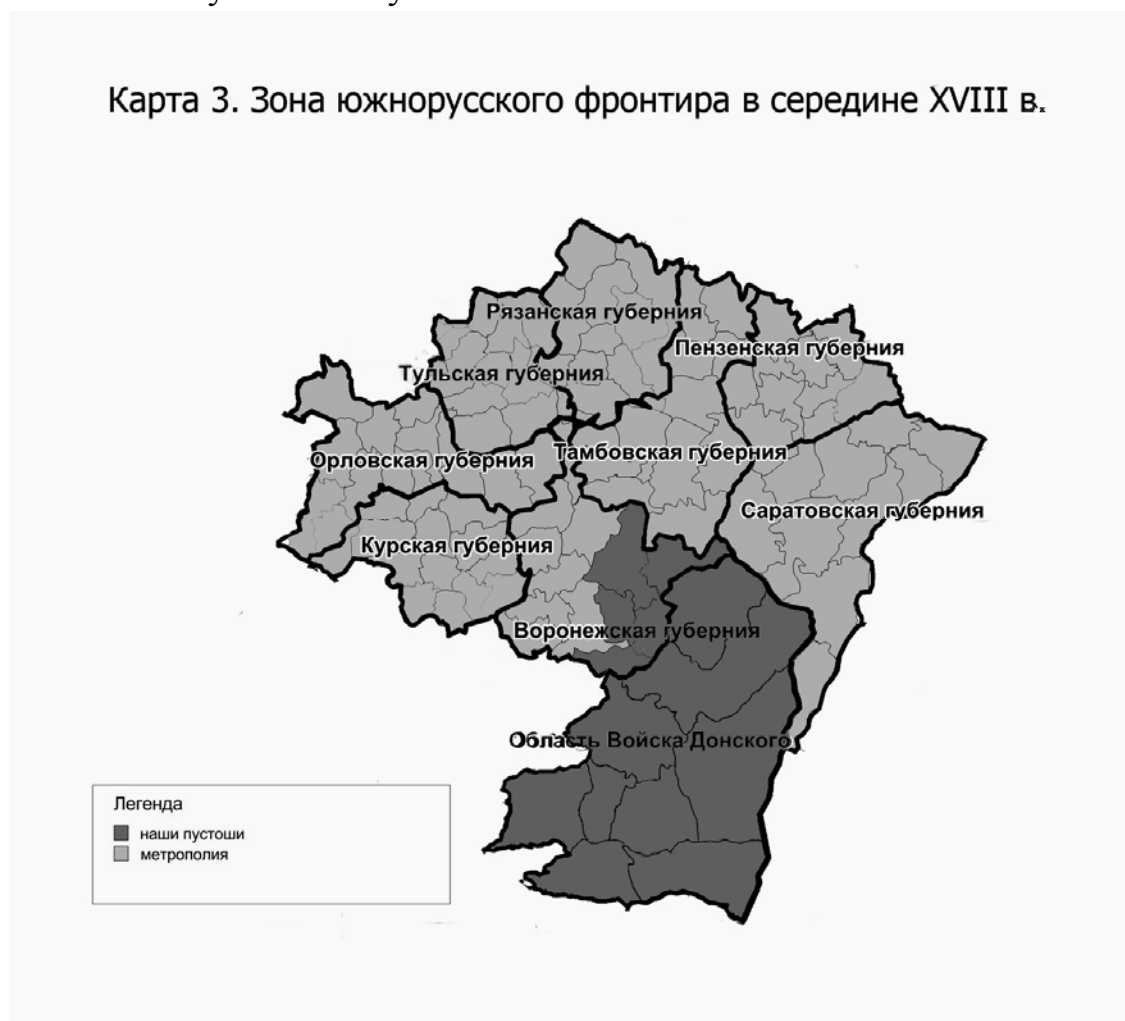 Карта 3. Зона южнорусского фронтира в середине XVIII в.
Рязанская губерния
Пензенская губерния
Тульская губерния
Тамбовская губерния
Орловская губерния
Саратовская губерния
Курская губерния
Воронежская губерния
Область Войска Донского
Легенда
наши пустоши
метрополия